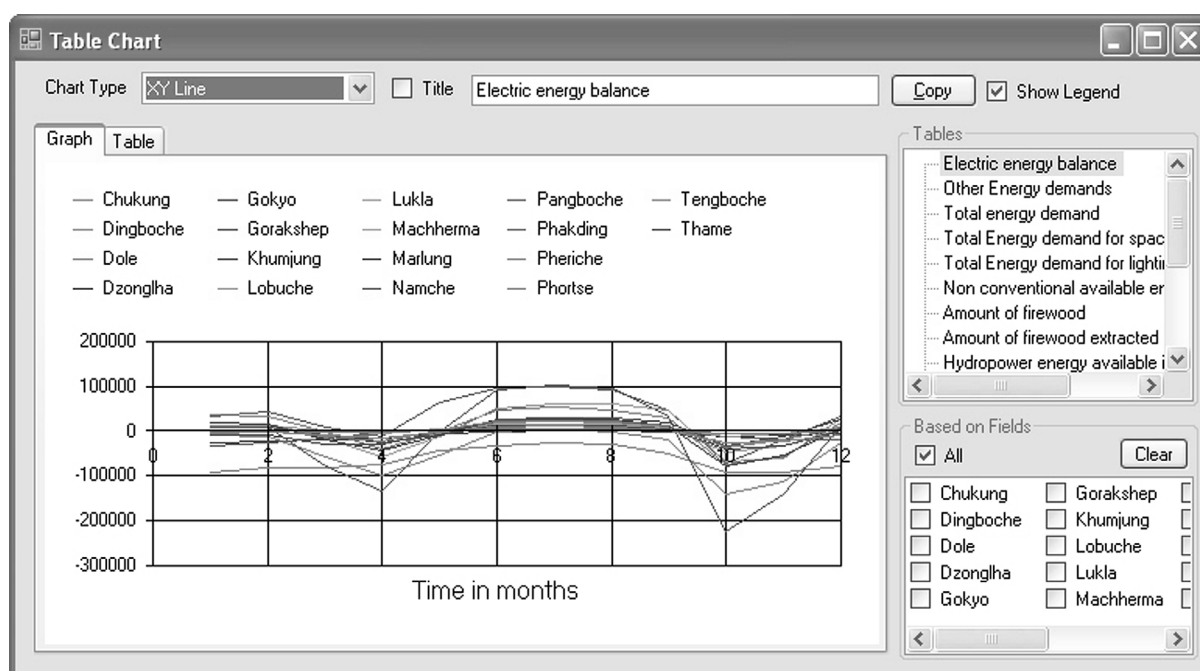 Table Chart
Chart Type XY Line Title Electric energy balance Copy Show Legend
Graph Table
Chukung Gokyo Lukla Pangboche Tengboche
Dingboche Gorakshep Machherma Phakding Thame
Dole Khumjung Marlung Pheriche
Dzonglha Lobuche Namche Phortse
200000
100000
0
-100000
-200000
-300000
0 2 4 6 8 10 12
Time in months
Tables
Electric energy balance
Other Energy demands
Total energy demand
Total Energy demand for spac
Total Energy demand for lighti
Non conventional available er
Amount of firewood
Amount of firewood extracted
Hydropower energy available i
Based on Fields
All Clear
Chukung Gorakshep
Dingboche Khumjung
Dole Lobuche
Dzonglha Lukla
Gokyo Machherma